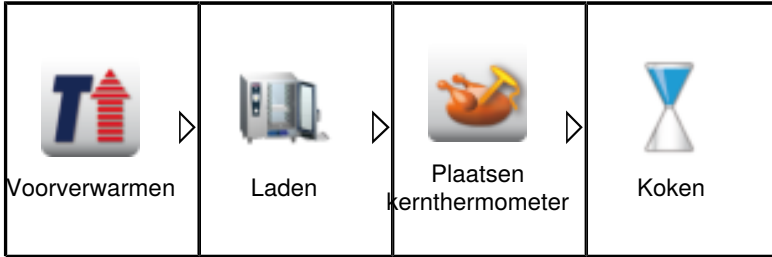 Voorverwarmen
Laden
Plaatsen
kernthermometer
Koken